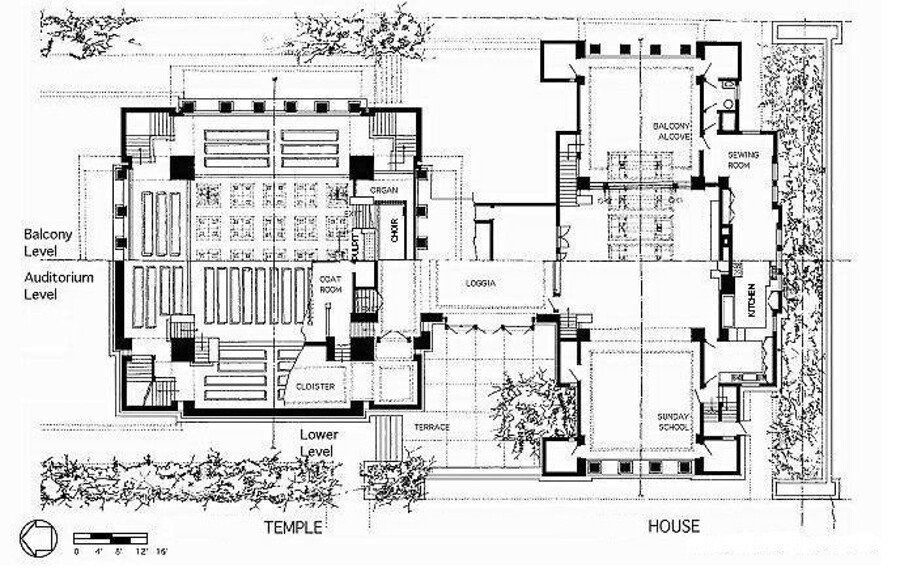 BALCONY
ALCOVE
SEWING
ROOM
ORGAN
CHOIR
PULPIT
Balcony
Level
Auditorium
Level
COAT
ROOM
LOGGIA
KITCHEN
CLOISTER
TERRACE
SUNDAY
SCHOOL
Lower
Level
TEMPLE
HOUSE
0 4' 8' 12' 16'